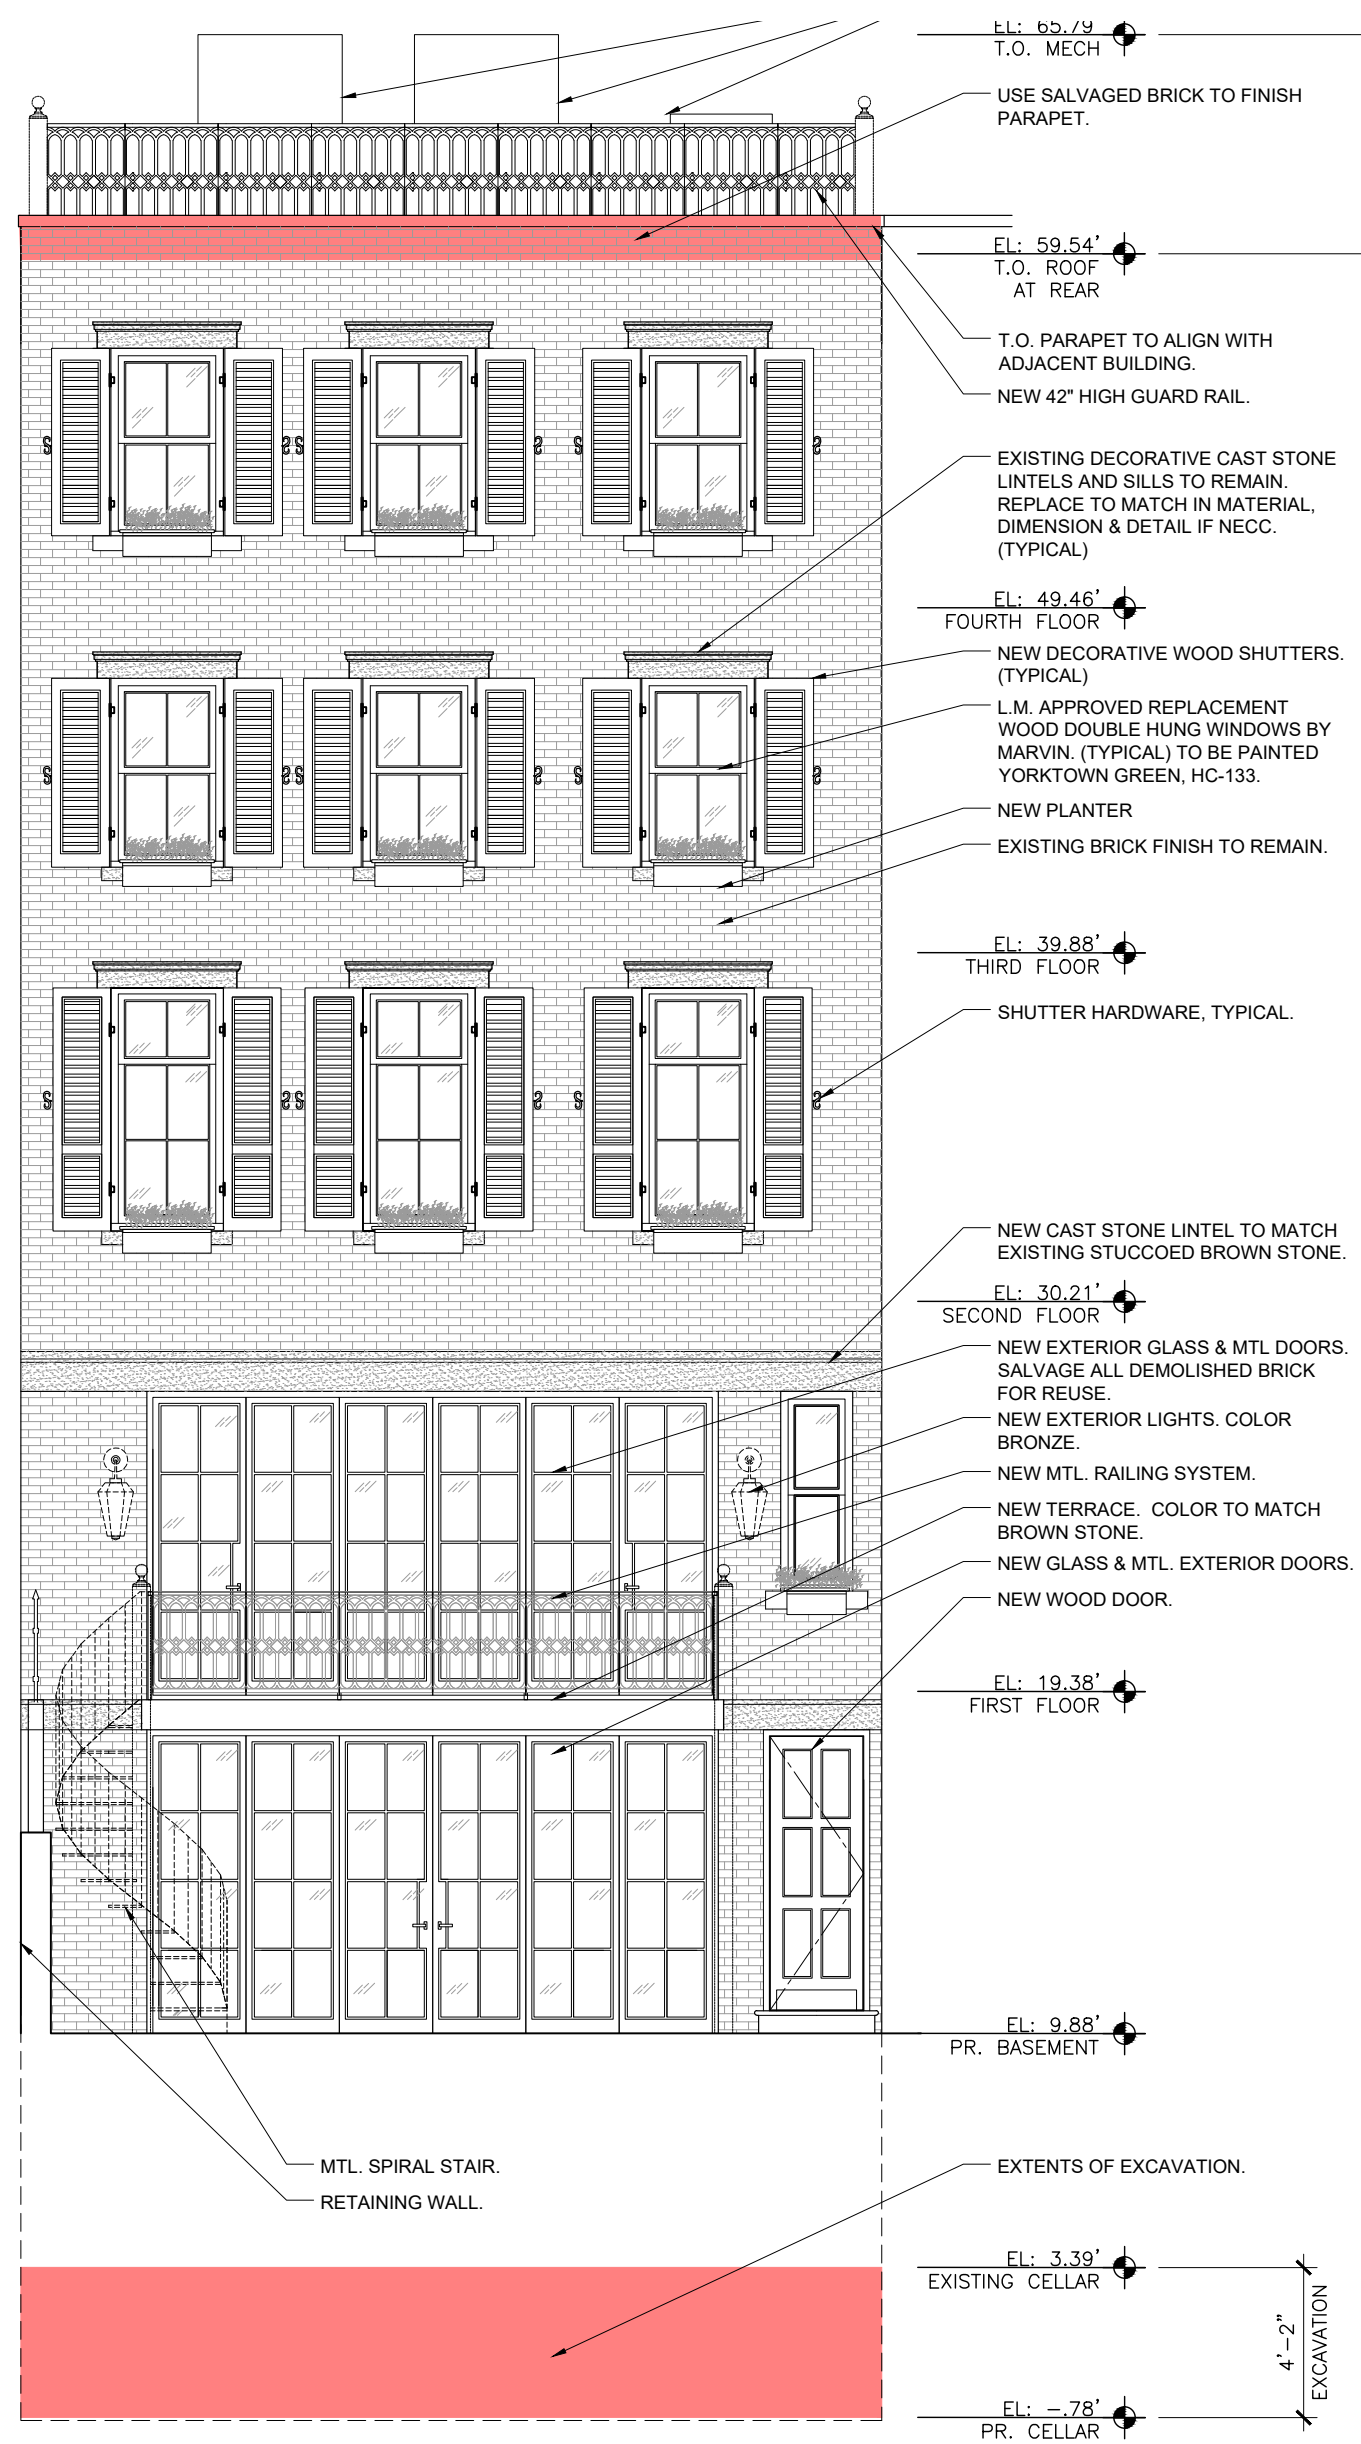 EL: 65.79
T.O. MECH
USE SALVAGED BRICK TO FINISH
PARAPET.
EL: 59.54'
T.O. ROOF
AT REAR
T.O. PARAPET TO ALIGN WITH
ADJACENT BUILDING.
NEW 42" HIGH GUARD RAIL.
EXISTING DECORATIVE CAST STONE
LINTELS AND SILLS TO REMAIN.
REPLACE TO MATCH IN MATERIAL,
DIMENSION & DETAIL IF NECC.
(TYPICAL)
EL: 49.46'
FOURTH FLOOR
NEW DECORATIVE WOOD SHUTTERS.
(TYPICAL)
L.M. APPROVED REPLACEMENT
WOOD DOUBLE HUNG WINDOWS BY
MARVIN. (TYPICAL) TO BE PAINTED
YORKTOWN GREEN, HC-133.
NEW PLANTER
EXISTING BRICK FINISH TO REMAIN.
EL: 39.88'
THIRD FLOOR
SHUTTER HARDWARE, TYPICAL.
NEW CAST STONE LINTEL TO MATCH
EXISTING STUCCOED BROWN STONE.
EL: 30.21'
SECOND FLOOR
NEW EXTERIOR GLASS & MTL DOORS.
SALVAGE ALL DEMOLISHED BRICK
FOR REUSE.
NEW EXTERIOR LIGHTS. COLOR
BRONZE.
NEW MTL. RAILING SYSTEM.
NEW TERRACE. COLOR TO MATCH
BROWN STONE.
NEW GLASS & MTL. EXTERIOR DOORS.
NEW WOOD DOOR.
EL: 19.38'
FIRST FLOOR
EL: 9.88'
PR. BASEMENT
MTL. SPIRAL STAIR.
RETAINING WALL.
EXTENTS OF EXCAVATION.
EL: 3.39'
EXISTING CELLAR
4'-2"
EXCAVATION
EL: -.78'
PR. CELLAR